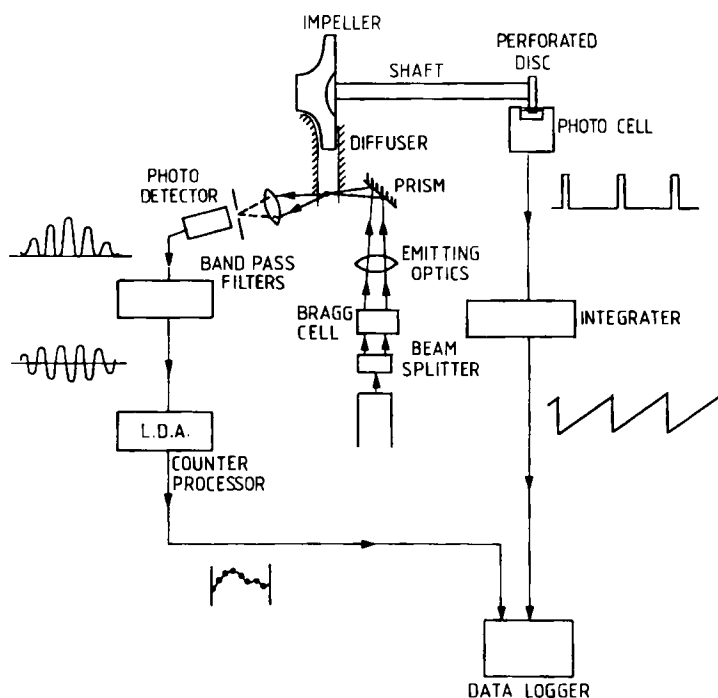 IMPELLER
PERFORATED
DISC
SHAFT
PHOTO CELL
DIFFUSER
PHOTO
DETECTOR
PRISM
BAND PASS
FILTERS
EMITTING
OPTICS
BRAGG
CELL
INTEGRATER
BEAM
SPLITTER
L.D.A.
COUNTER
PROCESSOR
DATA LOGGER